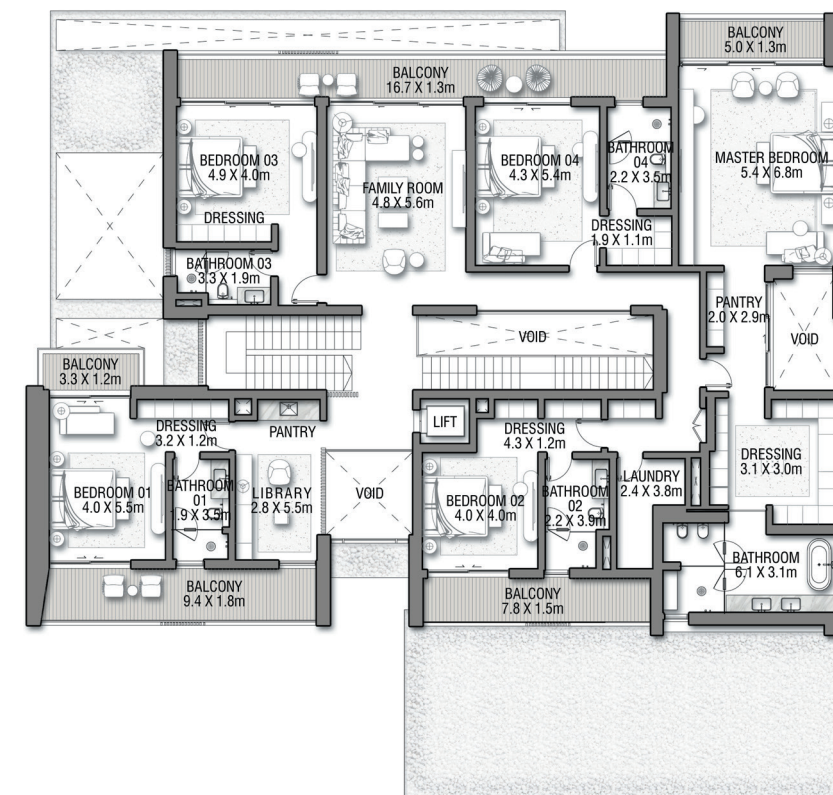 BALCONY
5.0 X 1.3m
BALCONY
16.7 X 1.3m
BEDROOM 03
4.9 X 4.0m
DRESSING
FAMILY ROOM
4.8 X 5.6m
BEDROOM 04
4.3 X 5.4m
BATHROOM
04
2.2 X 3.5m
MASTER BEDROOM
5.4 X 6.8m
DRESSING
1.9 X 1.1m
BATHROOM 03
3.3 X 1.9m
PANTRY
2.0 X 2.9m
VOID
VOID
BALCONY
3.3 X 1.2m
DRESSING
3.2 X 1.2m
PANTRY
LIFT
DRESSING
4.3 X 1.2m
DRESSING
3.1 X 3.0m
BEDROOM 01
4.0 X 5.5m
BATHROOM
01
1.9 X 3.5m
LIBRARY
2.8 X 5.5m
VOID
BEDROOM 02
4.0 X 4.0m
BATHROOM
02
2.2 X 3.9m
LAUNDRY
2.4 X 3.8m
BATHROOM
6.1 X 3.1m
BALCONY
9.4 X 1.8m
BALCONY
7.8 X 1.5m